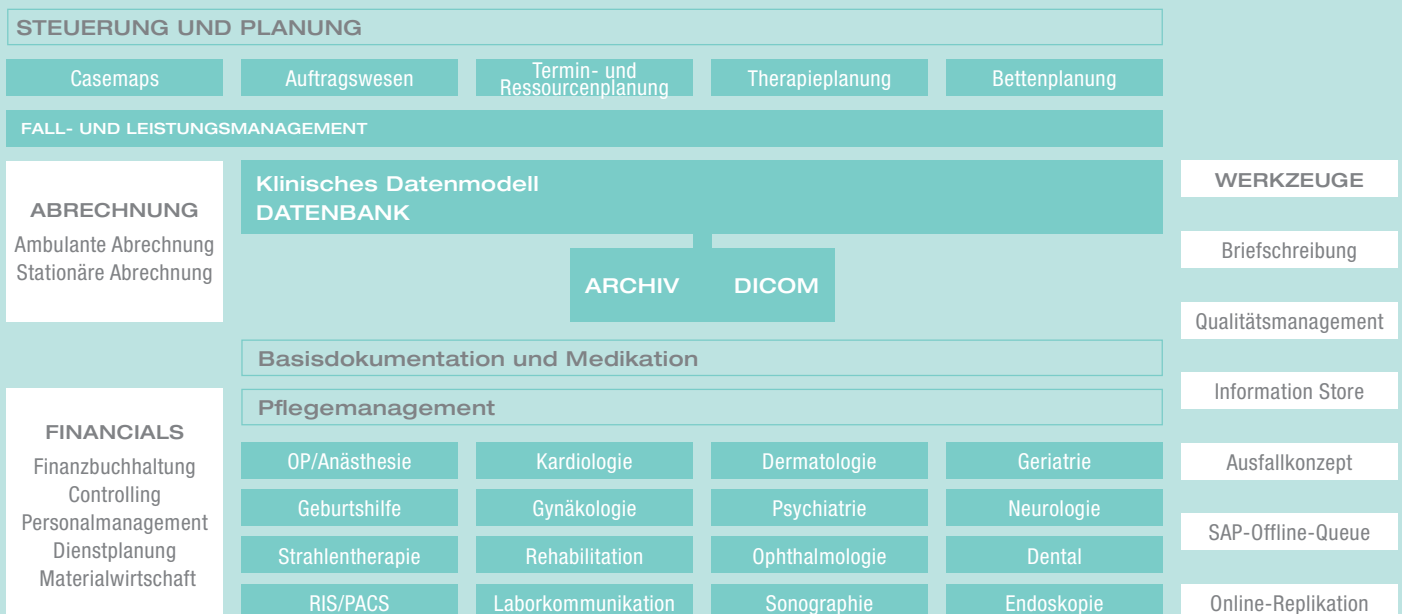 STEUERUNG UND PLANUNG
Casemaps
Auftragswesen
Termin- und
Ressourcenplanung
Therapieplanung
Bettenplanung
FALL- UND LEISTUNGSMANAGEMENT
ABRECHNUNG
Ambulante Abrechnung
Stationäre Abrechnung
Klinisches Datenmodell
DATENBANK
ARCHIV
DICOM
Basisdokumentation und Medikation
Pflegemanagement
FINANCIALS
Finanzbuchhaltung
Controlling
Personalmanagement
Dienstplanung
Materialwirtschaft
OP/Anästhesie
Kardiologie
Dermatologie
Geriatrie
Geburtshilfe
Gynäkologie
Psychiatrie
Neurologie
Strahlentherapie
Rehabilitation
Ophthalmologie
Dental
RIS/PACS
Laborkommunikation
Sonographie
Endoskopie
WERKZEUGE
Briefschreibung
Qualitätsmanagement
Information Store
Ausfallkonzept
SAP-Offline-Queue
Online-Replikation